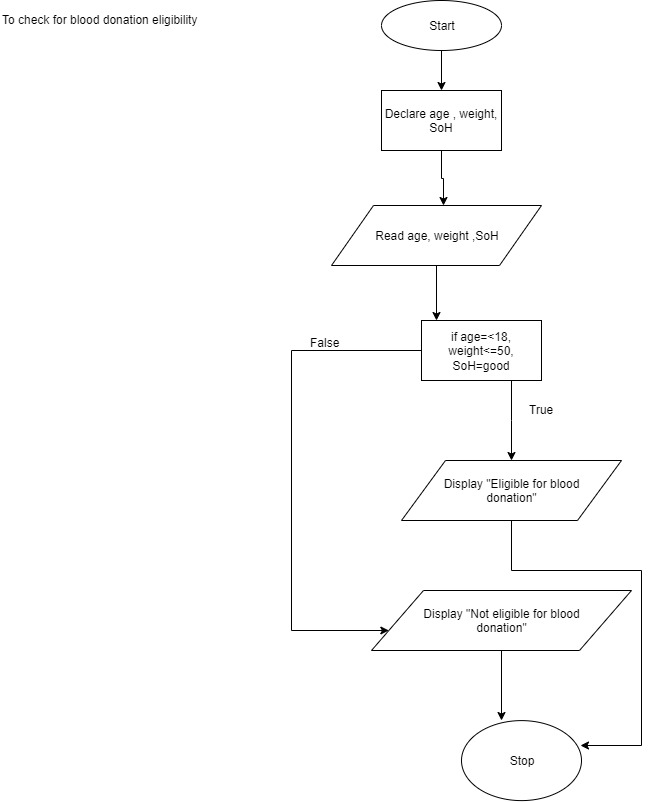 To check for blood donation eligibility
Start
Declare age , weight,
SoH
Read age, weight ,SoH
if age=<18,
weight<=50,
SoH=good
False
True
Display "Eligible for blood
donation"
Display "Not eligible for blood
donation"
Stop